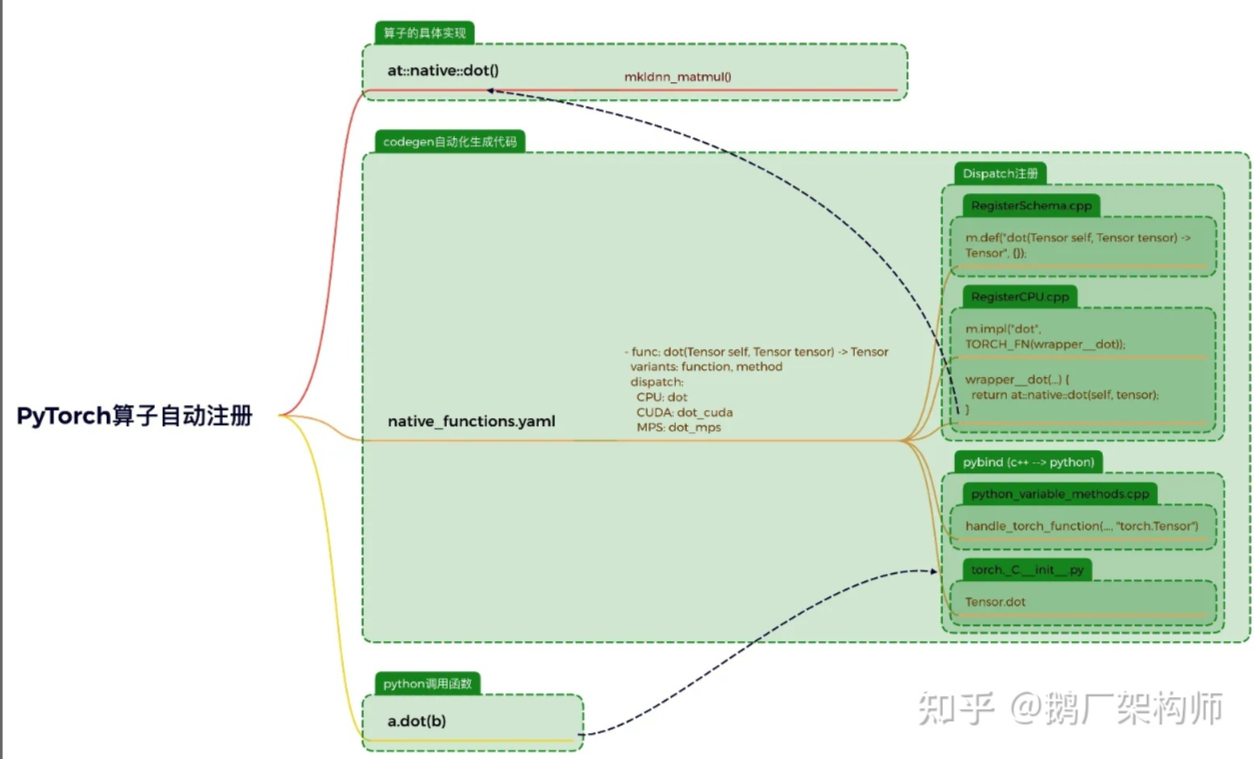 算子的具体实现
at::native::dot()
mkldnn_matmul()
codegen自动化生成代码
Dispatch注册
RegisterSchema.cpp
m.def("dot(Tensor self, Tensor tensor) ->
Tensor", {});
RegisterCPU.cpp
m.impl("dot",
TORCH_FN(wrapper__dot));
wrapper__dot(...) {
return at::native::dot(self, tensor);
}
- func: dot(Tensor self, Tensor tensor) -> Tensor
variants: function, method
dispatch:
CPU: dot
CUDA: dot_cuda
MPS: dot_mps
PyTorch算子自动注册
native_functions.yaml
pybind (c++ --> python)
python_variable_methods.cpp
handle_torch_function(..., "torch.Tensor")
torch._C.__init__.py
Tensor.dot
python调用函数
a.dot(b)
知乎 @鹅厂架构师